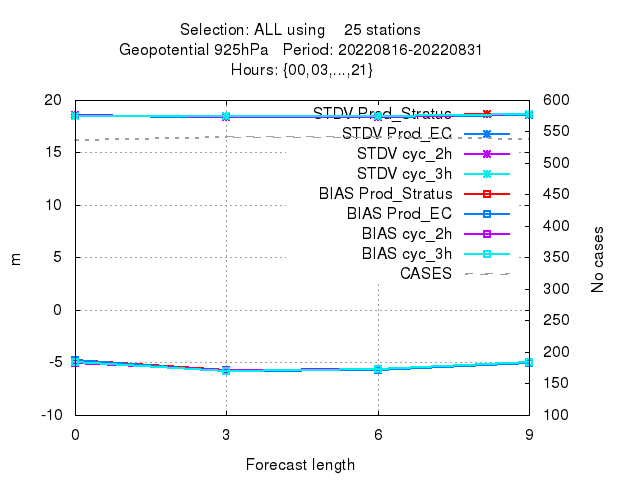 Selection: ALL using 25 stations
Geopotential 925hPa Period: 20220816-20220831
Hours: {00,03,...,21}
20
15
10
5
0
-5
-10
m
STDV Prod_Stratus
STDV Prod_EC
STDV cyc_2h
STDV cyc_3h
BIAS Prod_Stratus
BIAS Prod_EC
BIAS cyc_2h
BIAS cyc_3h
CASES
600
550
500
450
400
350
300
250
200
150
100
No cases
0 3 6 9
Forecast length